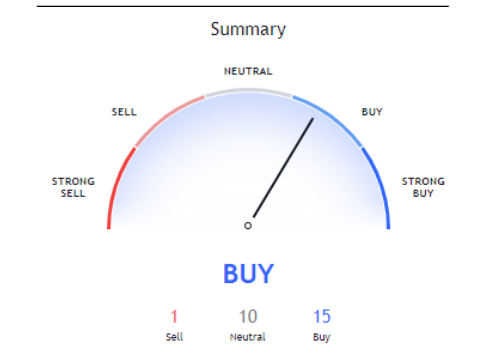 Summary
NEUTRAL
SELL
BUY
STRONG
SELL
STRONG
BUY
BUY
1
10
15
Sell
Neutral
Buy